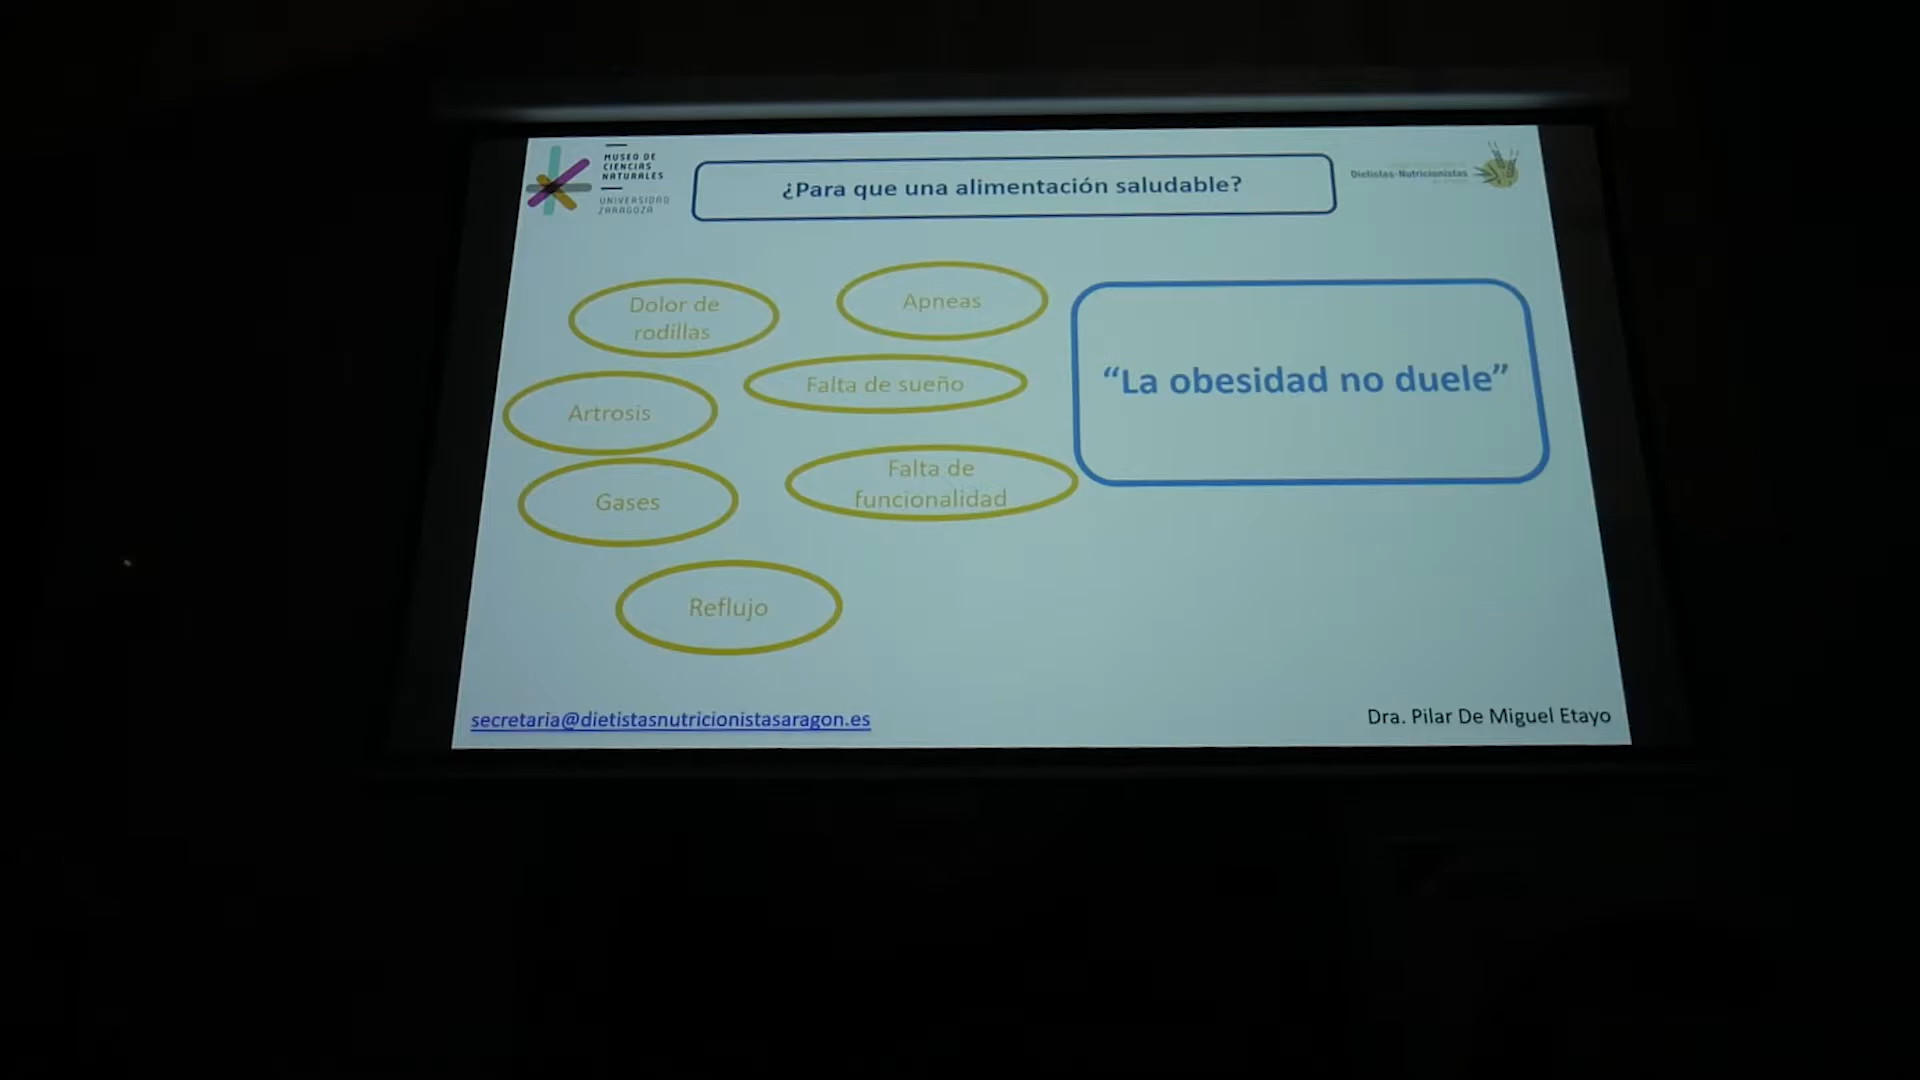 MUSEO DE
CIENCIAS
NATURALES
UNIVERSIDAD
ZARAGOZA
¿Para que una alimentación saludable?
Dietistas-Nutricionistas
Dolor de
rodillas
Apneas
Falta de sueño
Artrosis
Falta de
funcionalidad
Gases
Reflujo
“La obesidad no duele”
secretaria@dietistasnutricionistasaragon.es
Dra. Pilar De Miguel Etayo